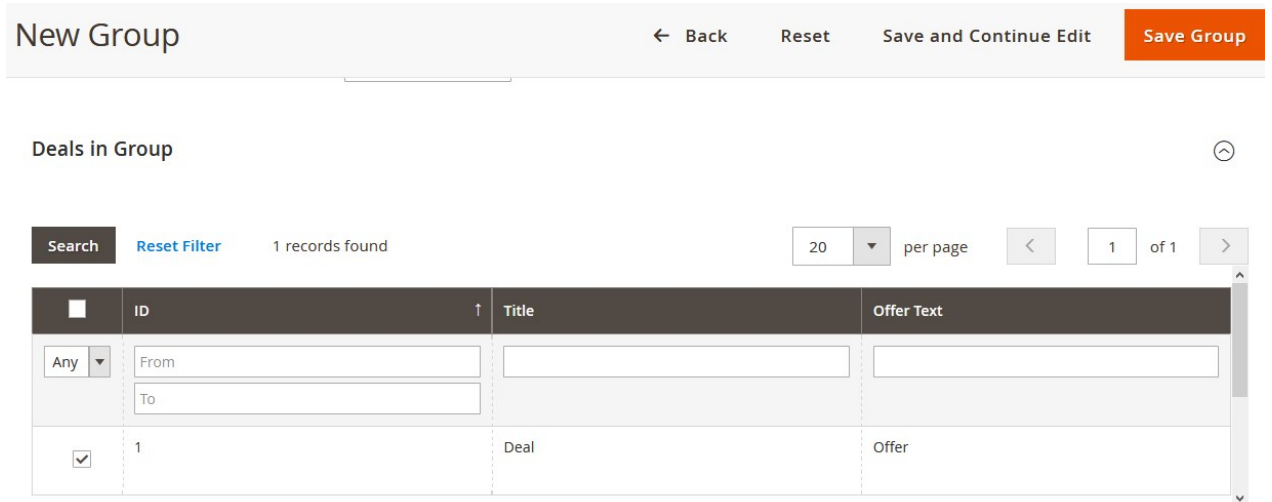 New Group
← Back Reset Save and Continue Edit Save Group
Deals in Group
Search Reset Filter 1 records found 20 per page 1 of 1
ID ↑ Title Offer Text
Any From
To
1 Deal Offer